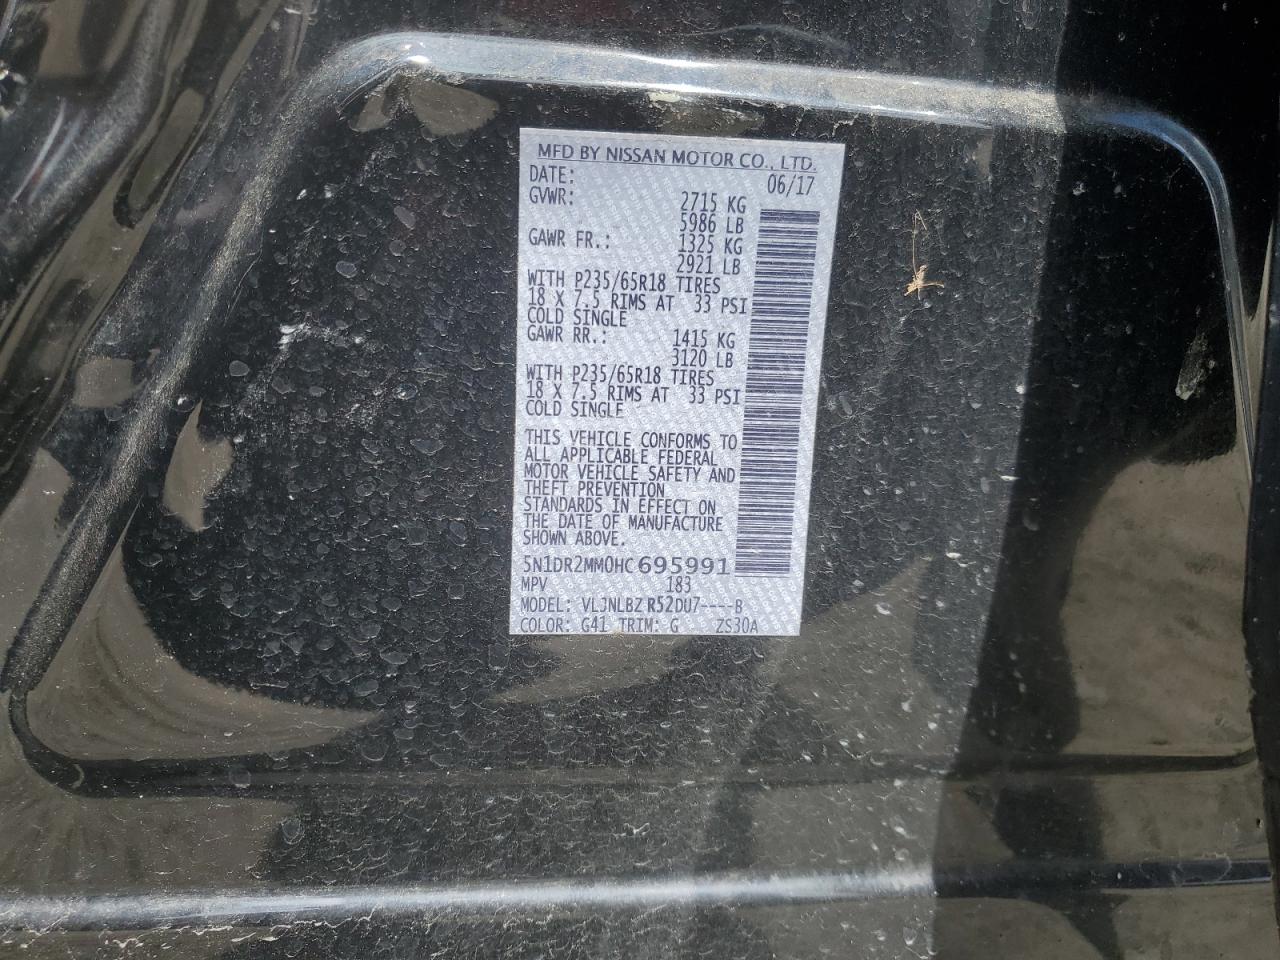 MFD BY NISSAN MOTOR CO., LTD.
DATE: 06/17
GVWR: 2715 KG
5986 LB
GAWR FR.: 1325 KG
2921 LB
WITH P235/65R18 TIRES
18 X 7.5 RIMS AT 33 PSI
COLD SINGLE
GAWR RR.: 1415 KG
3120 LB
WITH P235/65R18 TIRES
18 X 7.5 RIMS AT 33 PSI
COLD SINGLE
THIS VEHICLE CONFORMS TO
ALL APPLICABLE FEDERAL
MOTOR VEHICLE SAFETY AND
THEFT PREVENTION
STANDARDS IN EFFECT ON
THE DATE OF MANUFACTURE
SHOWN ABOVE.
5N1DR2MM0HC695991
MPV 183
MODEL: VLJNLBZ R52DU7----B
COLOR: G41 TRIM: G ZS30A